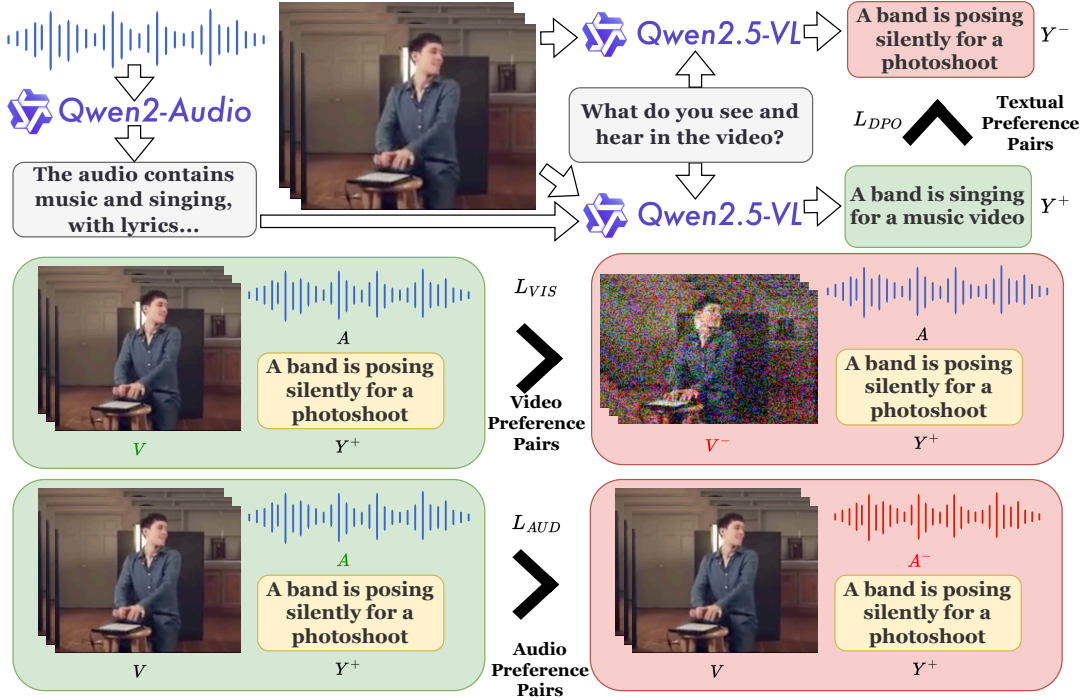 Qwen2-Audio
The audio contains
music and singing,
with lyrics...
Qwen2.5-VL
What do you see and
hear in the video?
Qwen2.5-VL
A band is posing
silently for a
photoshoot
Y⁻
L_DPO
Textual
Preference
Pairs
A band is singing
for a music video
Y⁺
A
A band is posing
silently for a
photoshoot
V
Y⁺
L_VIS
Video
Preference
Pairs
A
A band is posing
silently for a
photoshoot
V⁻
Y⁺
A
A band is posing
silently for a
photoshoot
V
Y⁺
L_AUD
Audio
Preference
Pairs
A⁻
A band is posing
silently for a
photoshoot
V
Y⁺